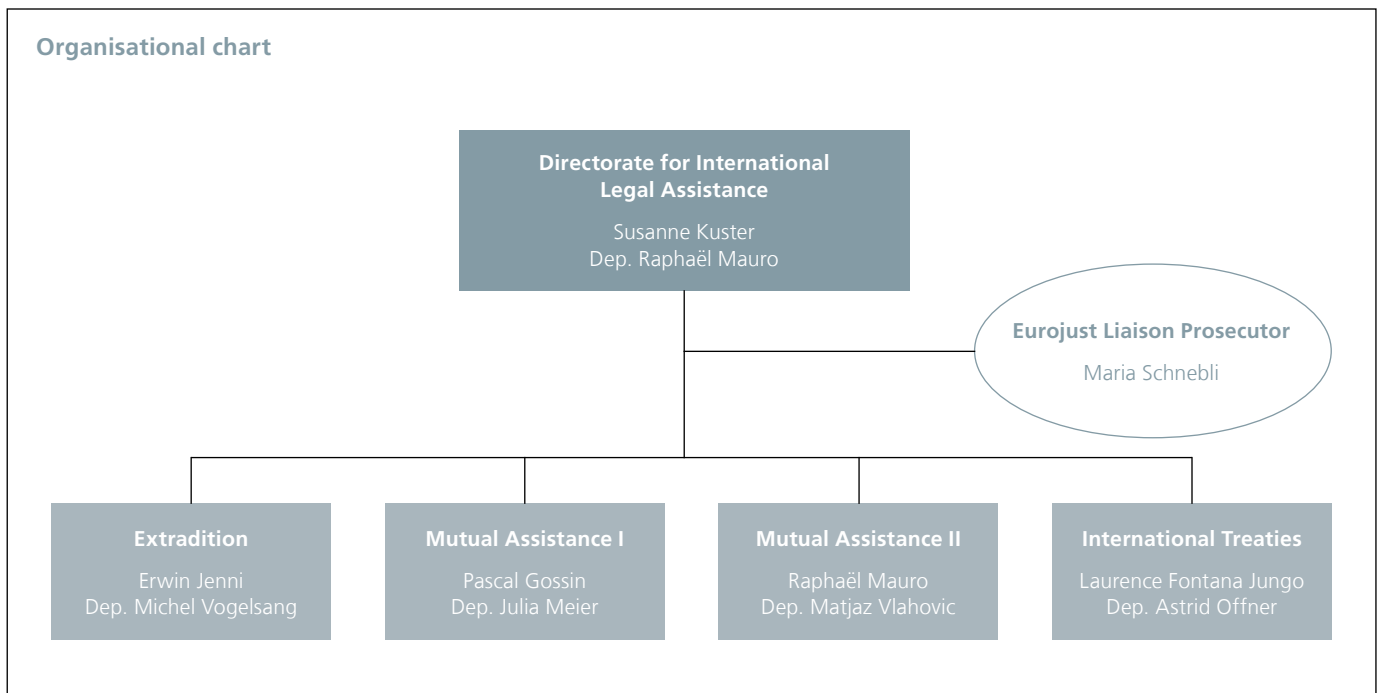 Organisational chart
Directorate for International
Legal Assistance
Susanne Kuster
Dep. Raphaël Mauro
Eurojust Liaison Prosecutor
Maria Schnebli
Extradition
Erwin Jenni
Dep. Michel Vogelsang
Mutual Assistance I
Pascal Gossin
Dep. Julia Meier
Mutual Assistance II
Raphaël Mauro
Dep. Matjaz Vlahovic
International Treaties
Laurence Fontana Jungo
Dep. Astrid Offner